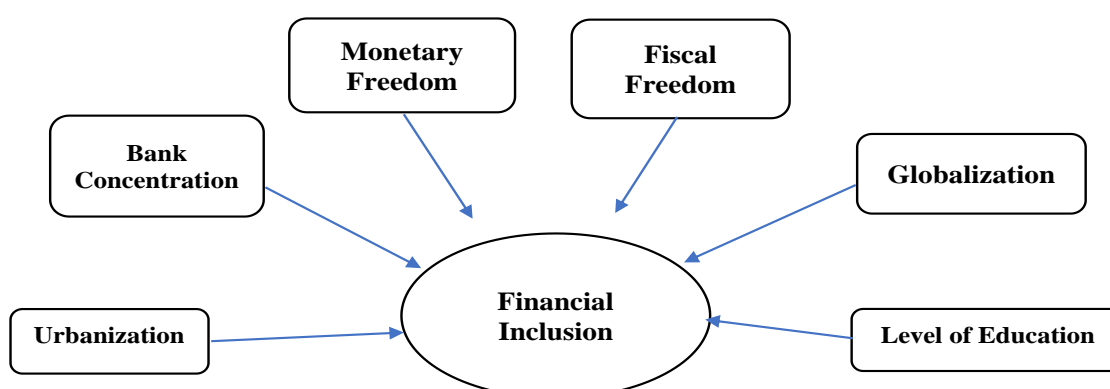 Monetary
Freedom
Fiscal
Freedom
Bank
Concentration
Globalization
Financial
Inclusion
Urbanization
Level of Education